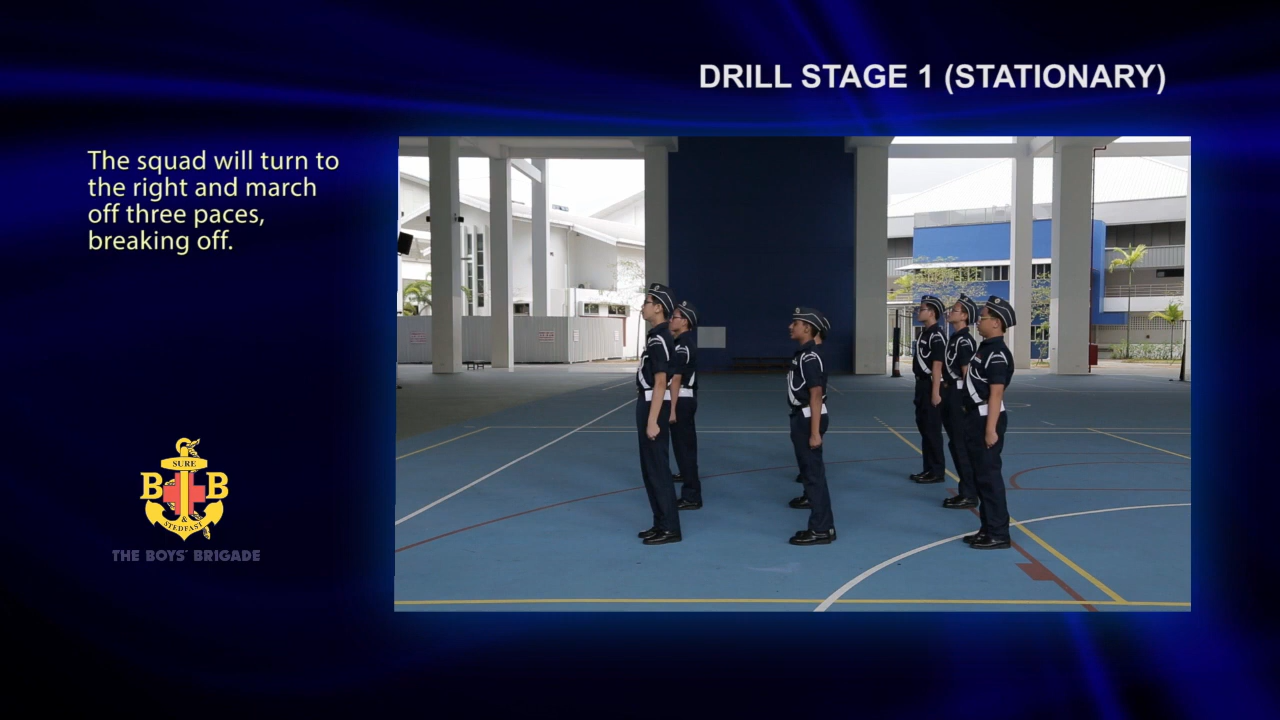 DRILL STAGE 1 (STATIONARY)
The squad will turn to
the right and march
off three paces,
breaking off.
SURE
B B
&
STEDFAST
THE BOYS' BRIGADE